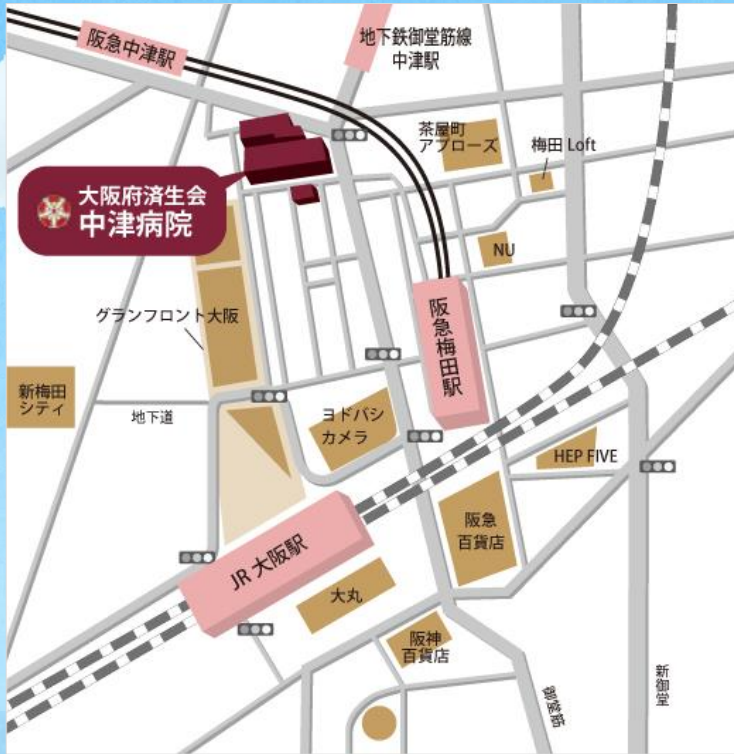 阪急中津駅
地下鉄御堂筋線
中津駅
茶屋町
アプローズ
梅田 Loft
大阪府済生会
中津病院
NU
グランフロント大阪
阪急梅田駅
新梅田
シティ
地下道
ヨドバシ
カメラ
HEP FIVE
阪急
百貨店
JR 大阪駅
大丸
阪神
百貨店
御堂筋
新御堂